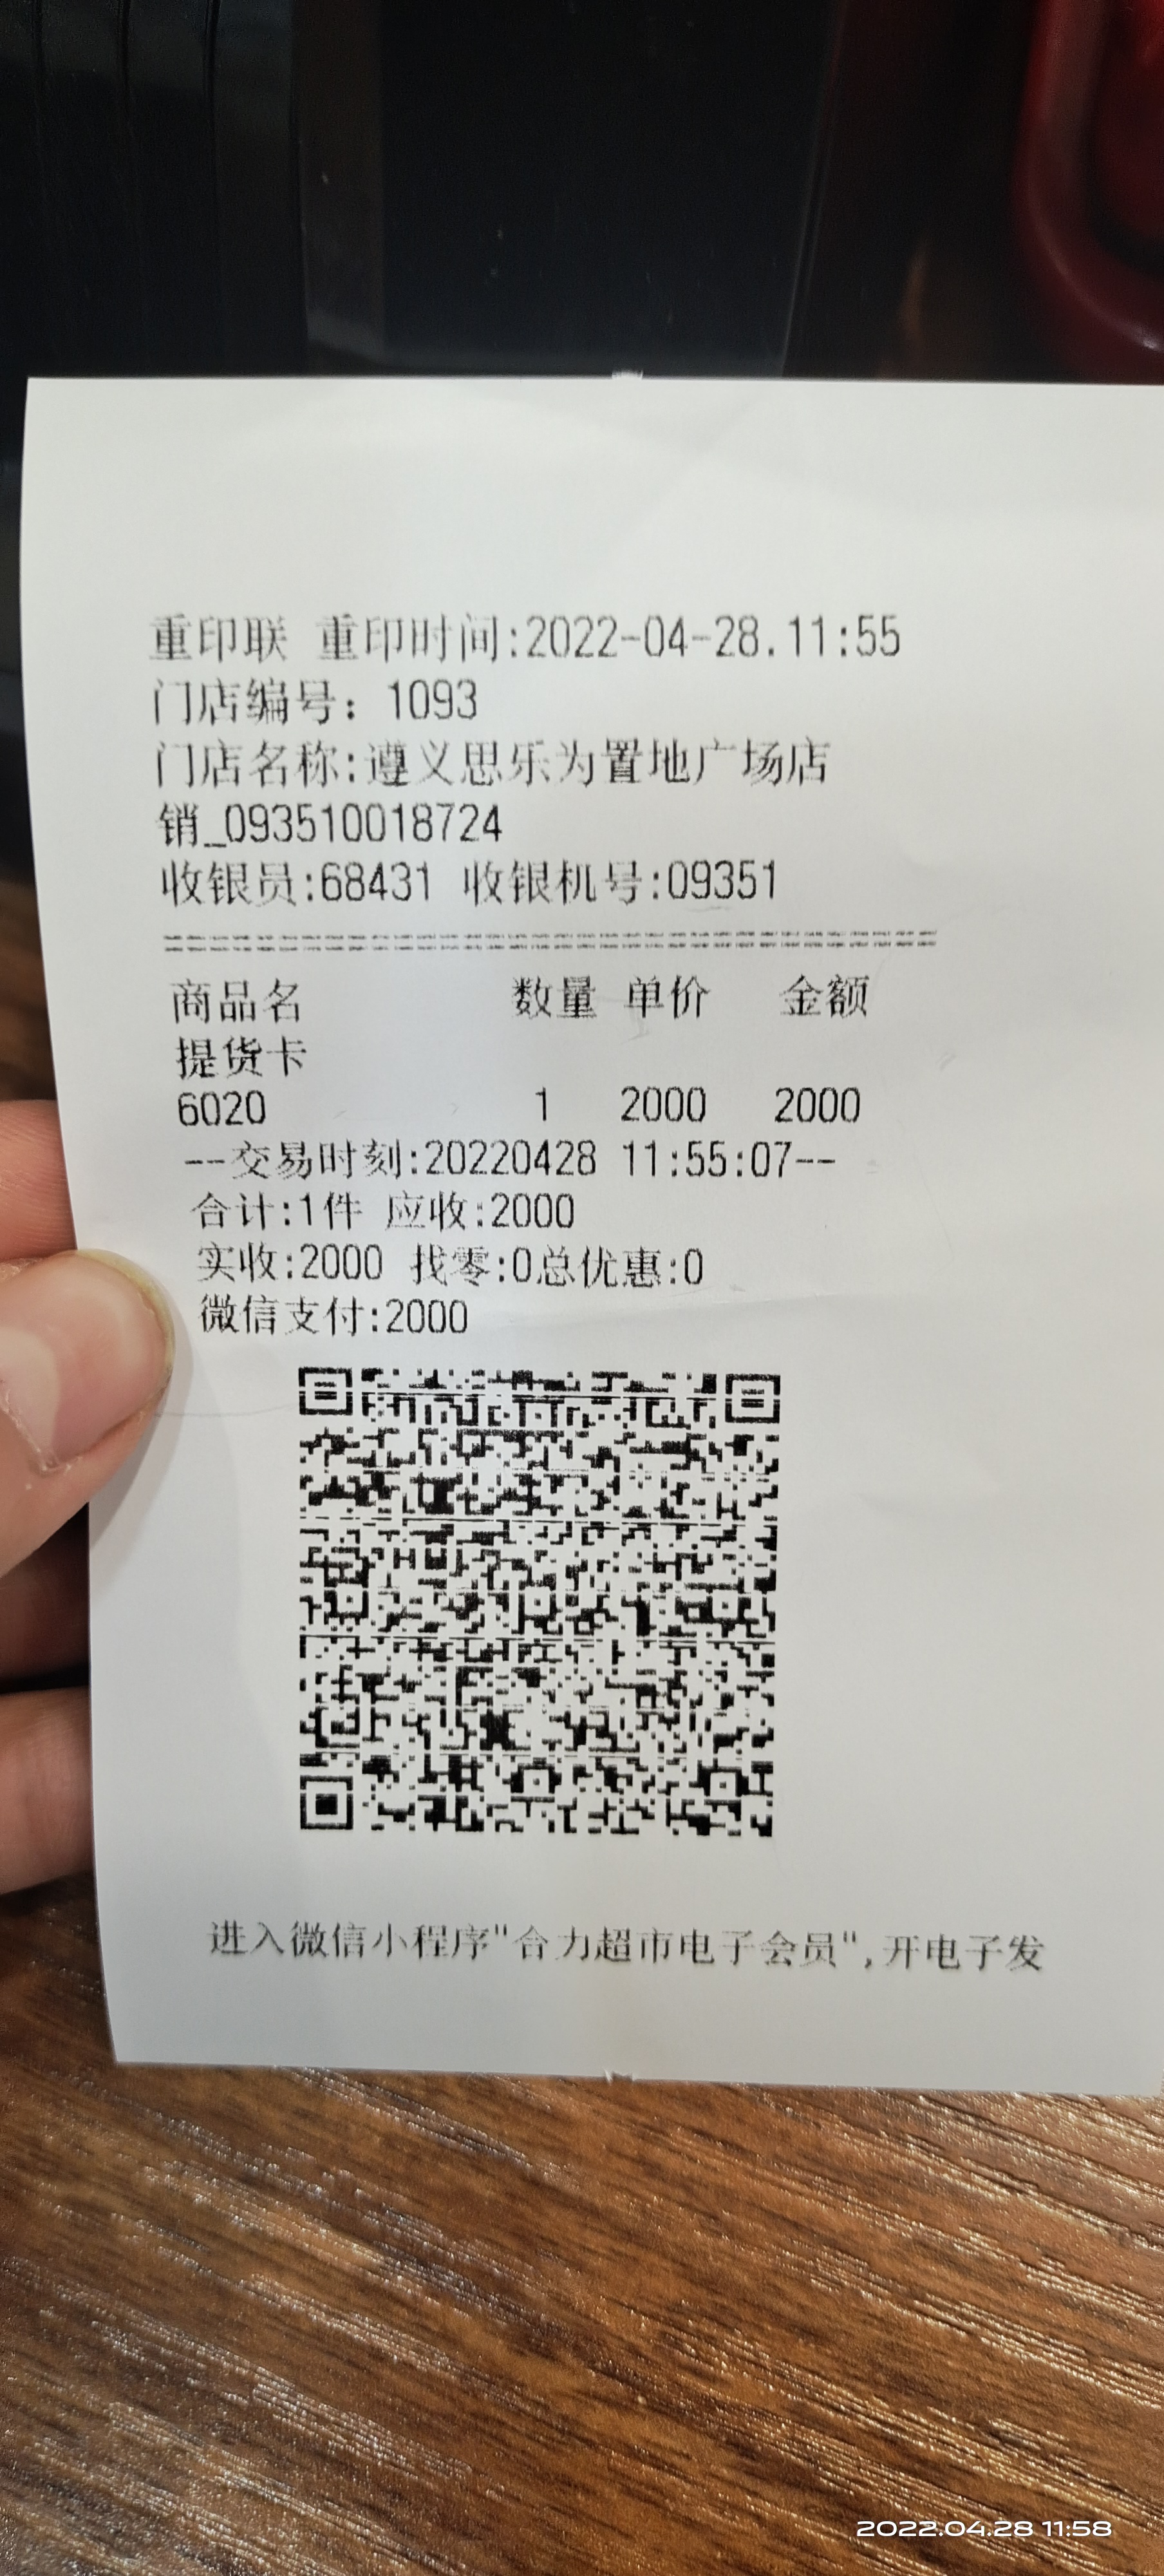 重印联 重印时间:2022-04-28.11:55
门店编号: 1093
门店名称:遵义思乐为置地广场店
销_093510018724
收银员:68431 收银机号:09351
商品名 数量 单价 金额
提货卡
6020 1 2000 2000
--交易时刻:20220428 11:55:07--
合计:1件 应收:2000
实收:2000 找零:0总优惠:0
微信支付:2000
进入微信小程序"合力超市电子会员",开电子发
2022.04.28 11:58